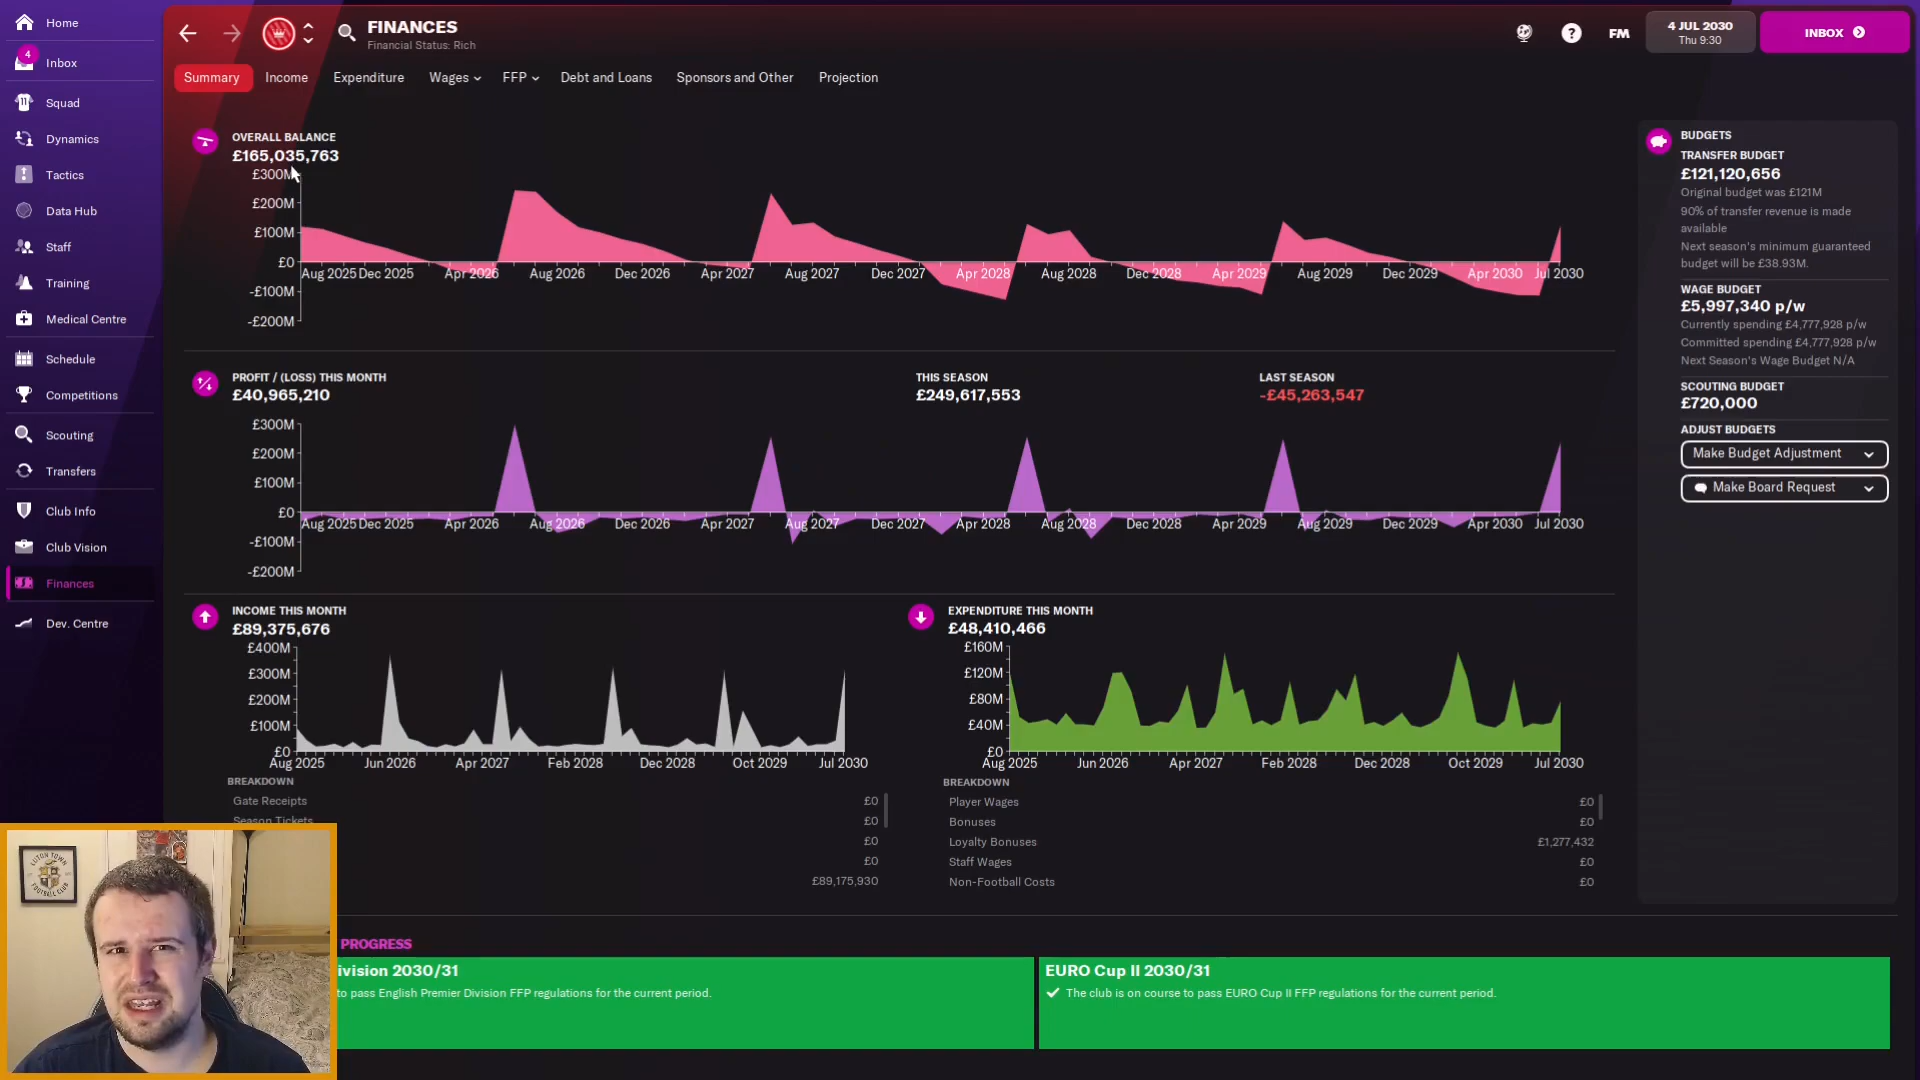 Home
4
Inbox
Squad
Dynamics
Tactics
Data Hub
Staff
Training
Medical Centre
Schedule
Competitions
Scouting
Transfers
Club Info
Club Vision
Finances
Dev. Centre
FINANCES
Financial Status: Rich
?
FM
4 JUL 2030
Thu 9:30
INBOX
Summary
Income
Expenditure
Wages
FFP
Debt and Loans
Sponsors and Other
Projection
OVERALL BALANCE
£165,035,763
£300M
£200M
£100M
£0
-£100M
-£200M
Aug 2025 Dec 2025 Apr 2026 Aug 2026 Dec 2026 Apr 2027 Aug 2027 Dec 2027 Apr 2028 Aug 2028 Dec 2028 Apr 2029 Aug 2029 Dec 2029 Apr 2030 Jul 2030
PROFIT / (LOSS) THIS MONTH
£40,965,210
THIS SEASON
£249,617,553
LAST SEASON
-£45,263,547
£300M
£200M
£100M
£0
-£100M
-£200M
Aug 2025 Dec 2025 Apr 2026 Aug 2026 Dec 2026 Apr 2027 Aug 2027 Dec 2027 Apr 2028 Aug 2028 Dec 2028 Apr 2029 Aug 2029 Dec 2029 Apr 2030 Jul 2030
INCOME THIS MONTH
£89,375,676
£400M
£300M
£200M
£100M
£0
Aug 2025 Jun 2026 Apr 2027 Feb 2028 Dec 2028 Oct 2029 Jul 2030
BREAKDOWN
Gate Receipts £0
Season Tickets £0
£0
£0
£89,175,930
EXPENDITURE THIS MONTH
£48,410,466
£160M
£120M
£80M
£40M
£0
Aug 2025 Jun 2026 Apr 2027 Feb 2028 Dec 2028 Oct 2029 Jul 2030
BREAKDOWN
Player Wages £0
Bonuses £0
Loyalty Bonuses £1,277,432
Staff Wages £0
Non-Football Costs £0
BUDGETS
TRANSFER BUDGET
£121,120,656
Original budget was £121M
90% of transfer revenue is made
available
Next season's minimum guaranteed
budget will be £38.93M.
WAGE BUDGET
£5,997,340 p/w
Currently spending £4,777,928 p/w
Committed spending £4,777,928 p/w
Next Season's Wage Budget N/A
SCOUTING BUDGET
£720,000
ADJUST BUDGETS
Make Budget Adjustment
Make Board Request
PROGRESS
ivision 2030/31
to pass English Premier Division FFP regulations for the current period.
EURO Cup II 2030/31
The club is on course to pass EURO Cup II FFP regulations for the current period.
LUTON TOWN
FOOTBALL CLUB